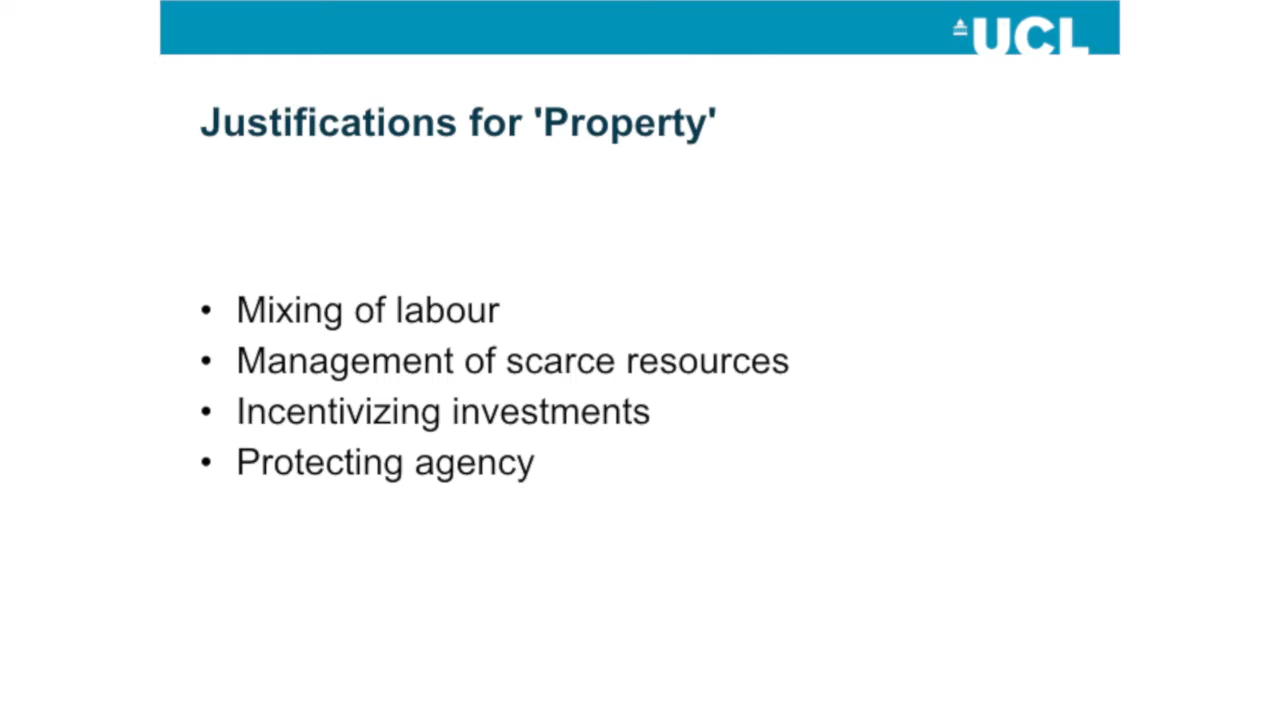 UCL
Justifications for 'Property'
• Mixing of labour
• Management of scarce resources
• Incentivizing investments
• Protecting agency